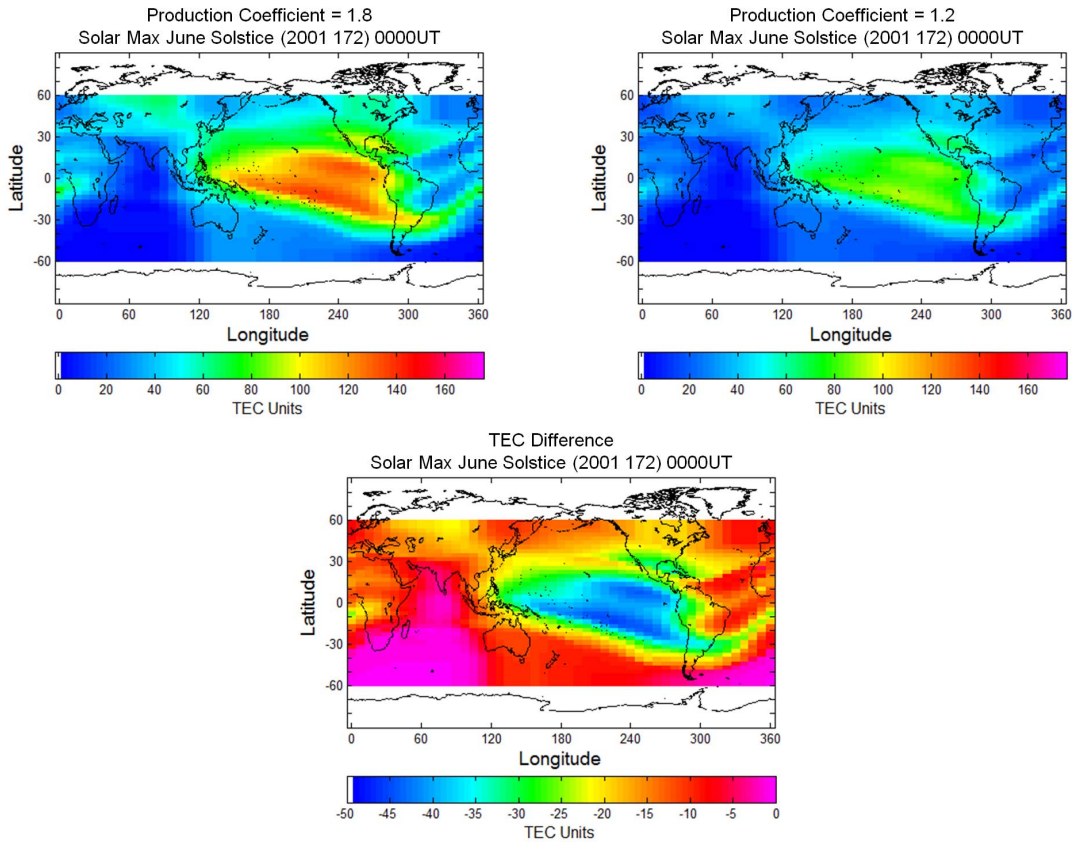 Production Coefficient = 1.8
Solar Max June Solstice (2001 172) 0000UT
60
30
0
-30
-60
Latitude
0 60 120 180 240 300 360
Longitude
0 20 40 60 80 100 120 140 160
TEC Units
Production Coefficient = 1.2
Solar Max June Solstice (2001 172) 0000UT
60
30
0
-30
-60
Latitude
0 60 120 180 240 300 360
Longitude
0 20 40 60 80 100 120 140 160
TEC Units
TEC Difference
Solar Max June Solstice (2001 172) 0000UT
60
30
0
-30
-60
Latitude
0 60 120 180 240 300 360
Longitude
-50 -45 -40 -35 -30 -25 -20 -15 -10 -5 0
TEC Units